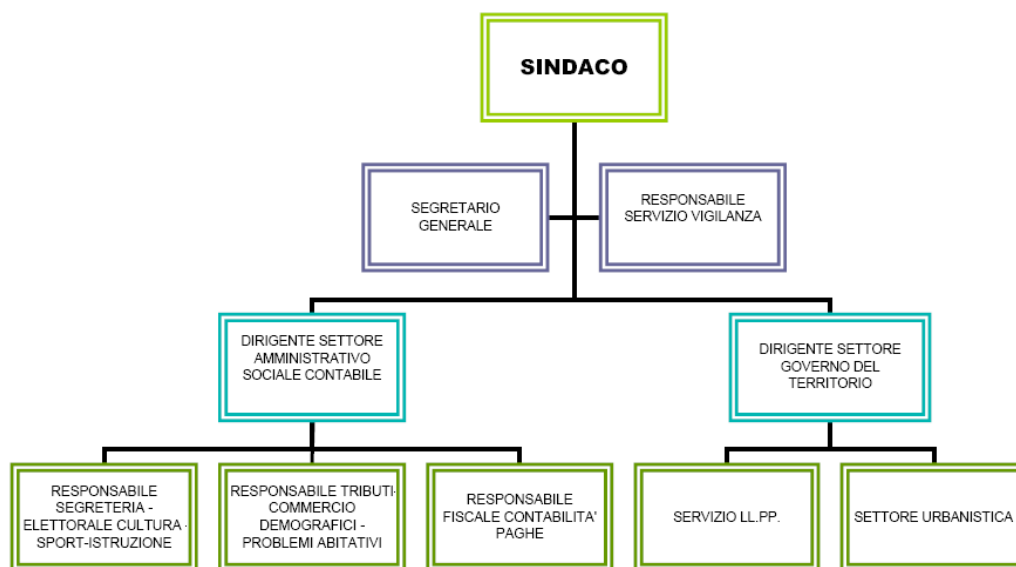 SINDACO
SEGRETARIO
GENERALE
RESPONSABILE
SERVIZIO VIGILANZA
DIRIGENTE SETTORE
AMMINISTRATIVO
SOCIALE CONTABILE
DIRIGENTE SETTORE
GOVERNO DEL
TERRITORIO
RESPONSABILE
SEGRETERIA -
ELETTORALE CULTURA -
SPORT-ISTRUZIONE
RESPONSABILE TRIBUTI-
COMMERCIO
DEMOGRAFICI -
PROBLEMI ABITATIVI
RESPONSABILE
FISCALE CONTABILITA'
PAGHE
SERVIZIO LL.PP.
SETTORE URBANISTICA